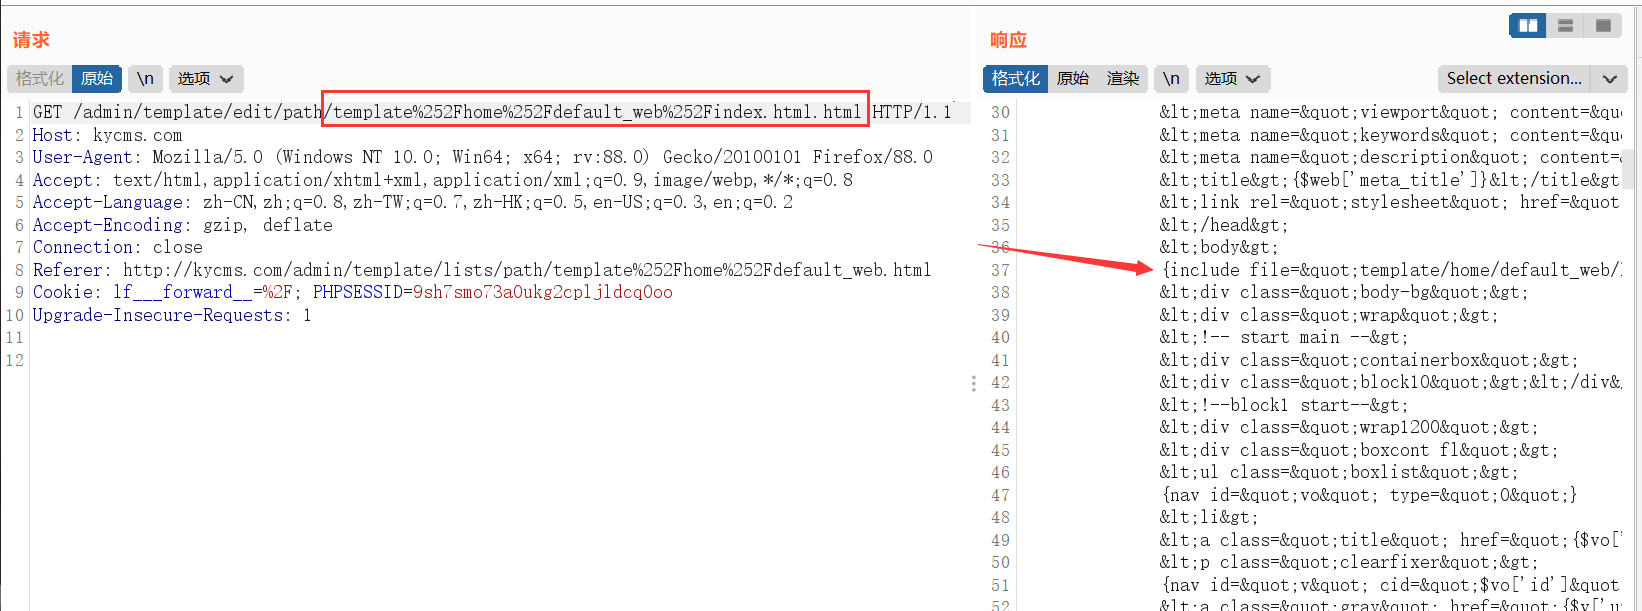 请求
格式化 原始 \n 选项
1 GET /admin/template/edit/path/template%252Fhome%252Fdefault_web%252Findex.html.html HTTP/1.1
2 Host: kycms.com
3 User-Agent: Mozilla/5.0 (Windows NT 10.0; Win64; x64; rv:88.0) Gecko/20100101 Firefox/88.0
4 Accept: text/html,application/xhtml+xml,application/xml;q=0.9,image/webp,*/*;q=0.8
5 Accept-Language: zh-CN,zh;q=0.8,zh-TW;q=0.7,zh-HK;q=0.5,en-US;q=0.3,en;q=0.2
6 Accept-Encoding: gzip, deflate
7 Connection: close
8 Referer: http://kycms.com/admin/template/lists/path/template%252Fhome%252Fdefault_web.html
9 Cookie: lf___forward__=%2F; PHPSESSID=9sh7smo73a0ukg2cpljldcq0oo
10 Upgrade-Insecure-Requests: 1
11
12
响应
格式化 原始 渲染 \n 选项 Select extension...
30 &lt;meta name=&quot;viewport&quot; content=&quo
31 &lt;meta name=&quot;keywords&quot; content=&quo
32 &lt;meta name=&quot;description&quot; content=&
33 &lt;title&gt;{$web['meta_title']}&lt;/title&gt
34 &lt;link rel=&quot;stylesheet&quot; href=&quot
35 &lt;/head&gt;
36 &lt;body&gt;
37 {include file=&quot;template/home/default_web/
38 &lt;div class=&quot;body-bg&quot;&gt;
39 &lt;div class=&quot;wrap&quot;&gt;
40 &lt;!-- start main --&gt;
41 &lt;div class=&quot;containerbox&quot;&gt;
42 &lt;div class=&quot;block10&quot;&gt;&lt;/div&
43 &lt;!--block1 start--&gt;
44 &lt;div class=&quot;wrap1200&quot;&gt;
45 &lt;div class=&quot;boxcont fl&quot;&gt;
46 &lt;ul class=&quot;boxlist&quot;&gt;
47 {nav id=&quot;vo&quot; type=&quot;0&quot;}
48 &lt;li&gt;
49 &lt;a class=&quot;title&quot; href=&quot;{$vo['
50 &lt;p class=&quot;clearfixer&quot;&gt;
51 {nav id=&quot;v&quot; cid=&quot;$vo['id']&quot
52 &lt;a class=&quot;gray&quot; href=&quot;{$v['u